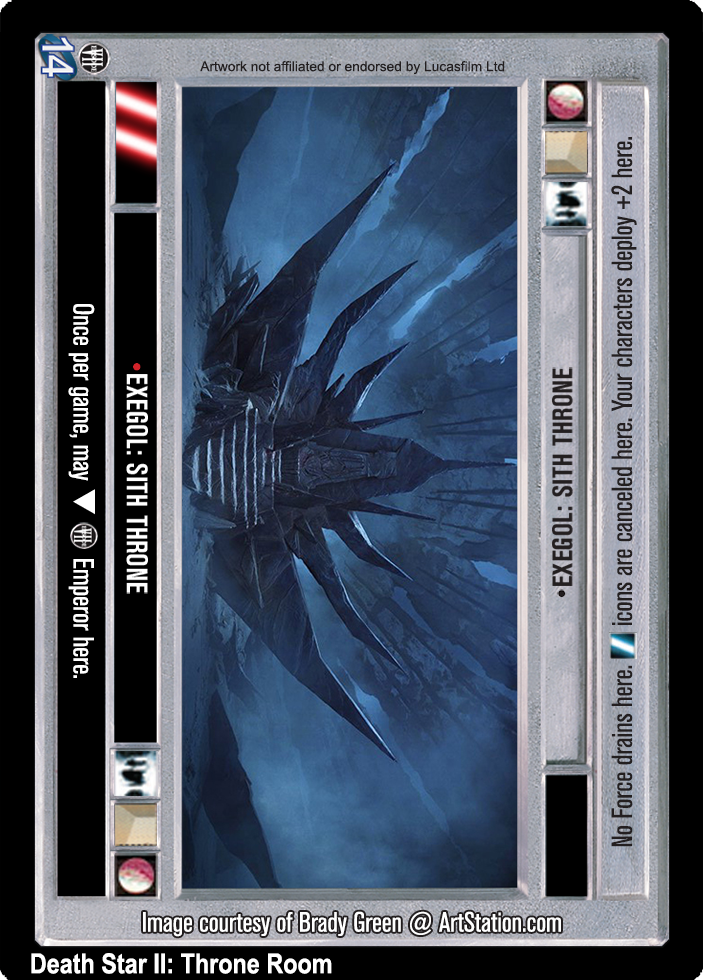 14
Artwork not affiliated or endorsed by Lucasfilm Ltd
Once per game, may Emperor here.
•EXEGOL: SITH THRONE
•EXEGOL: SITH THRONE
No Force drains here. icons are canceled here. Your characters deploy +2 here.
Image courtesy of Brady Green @ ArtStation.com
Death Star II: Throne Room